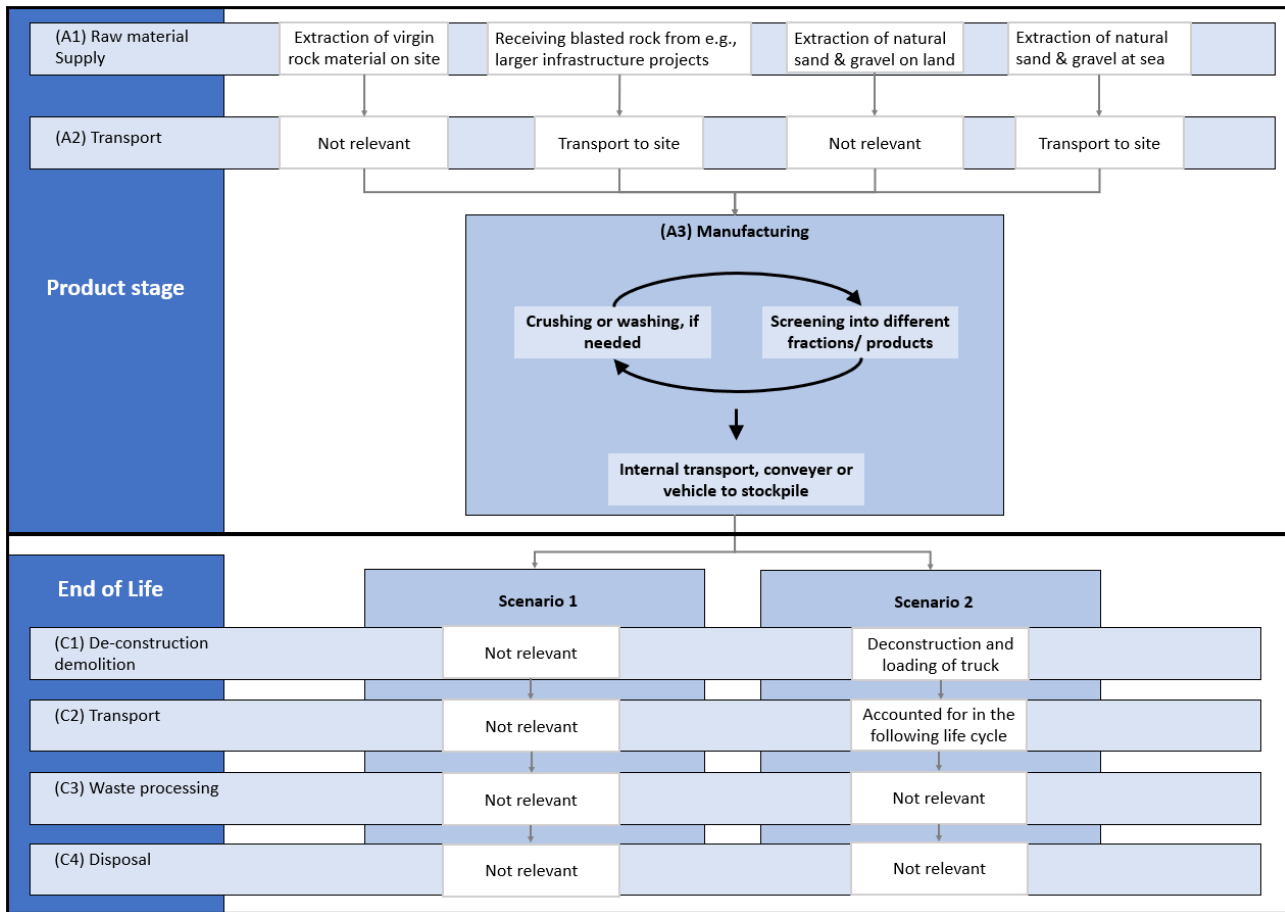 (A1) Raw material
Supply
Extraction of virgin
rock material on site
Receiving blasted rock from e.g.,
larger infrastructure projects
Extraction of natural
sand & gravel on land
Extraction of natural
sand & gravel at sea
(A2) Transport
Not relevant
Transport to site
Not relevant
Transport to site
Product stage
(A3) Manufacturing
Crushing or washing, if
needed
Screening into different
fractions/ products
Internal transport, conveyer or
vehicle to stockpile
End of Life
Scenario 1
Scenario 2
(C1) De-construction
demolition
Not relevant
Deconstruction and
loading of truck
(C2) Transport
Not relevant
Accounted for in the
following life cycle
(C3) Waste processing
Not relevant
Not relevant
(C4) Disposal
Not relevant
Not relevant